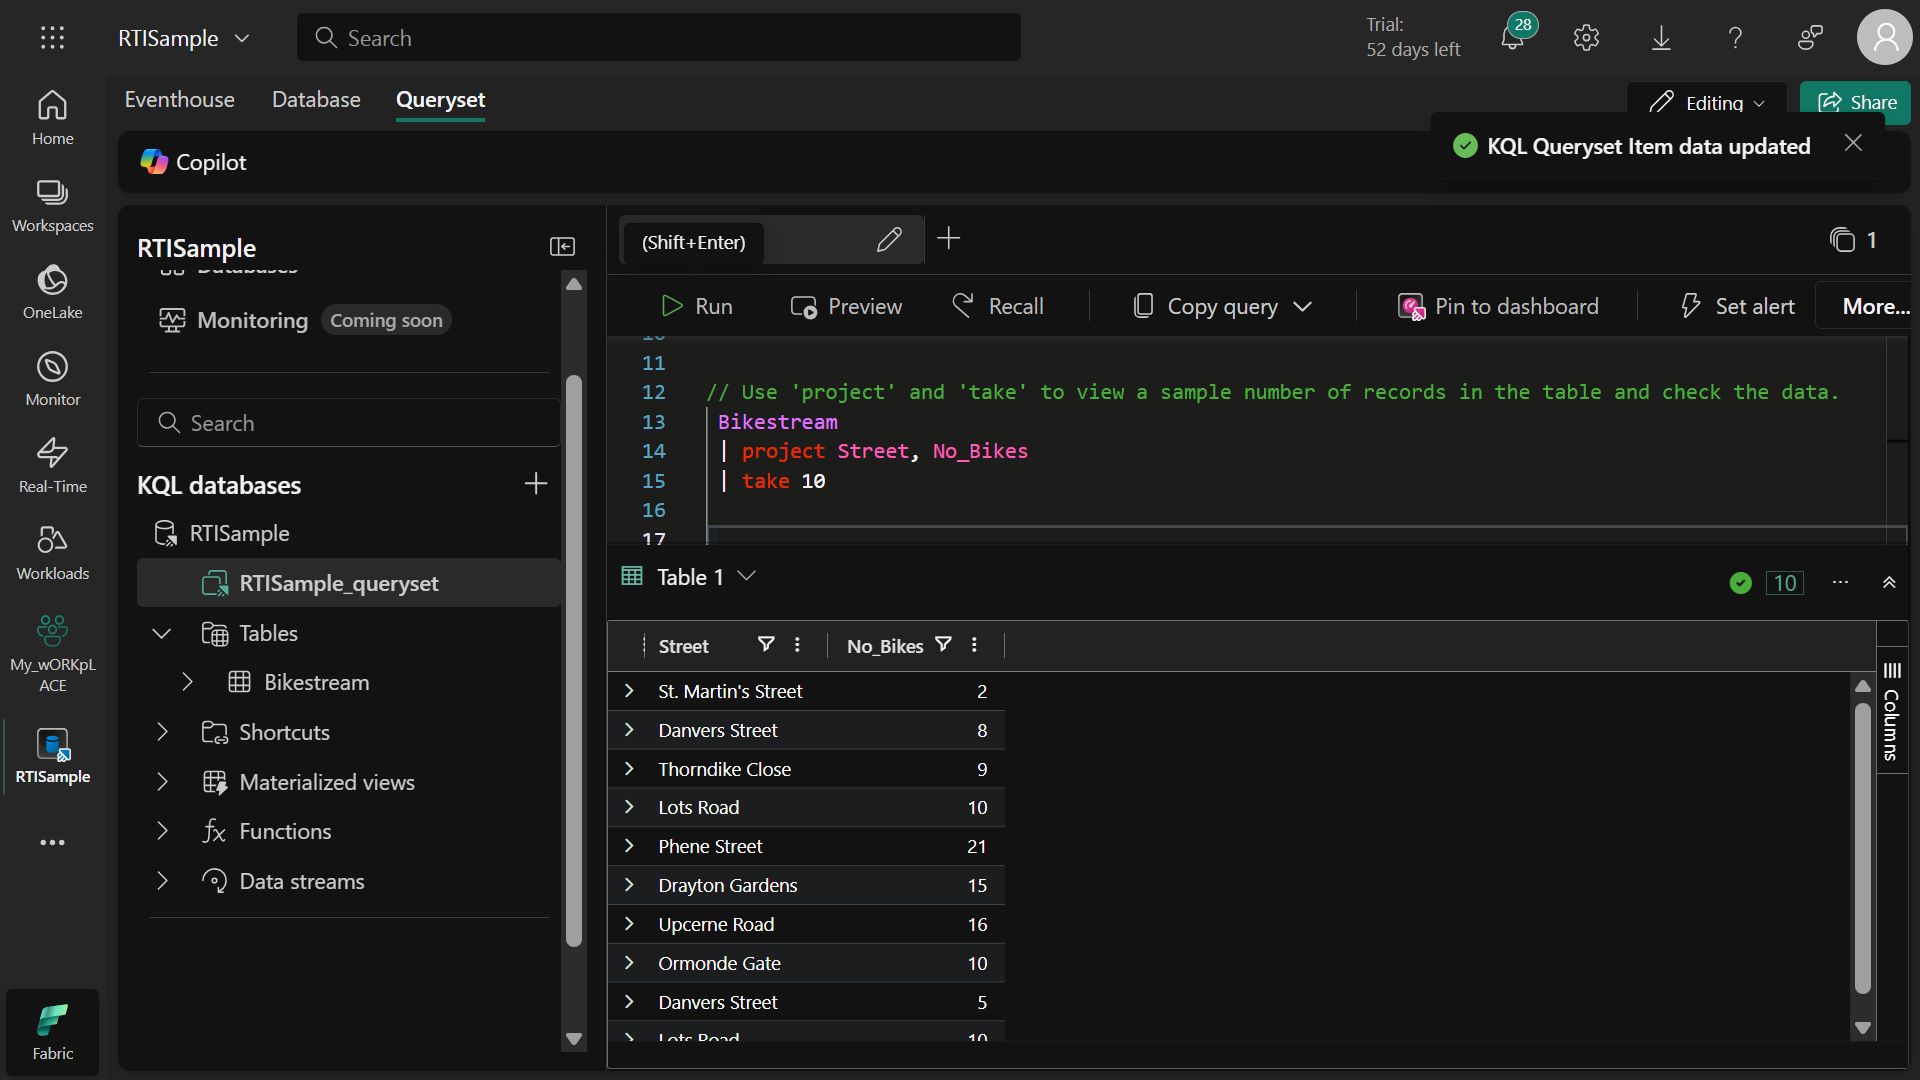 RTISample
Search
Trial:
52 days left
28
Home
Workspaces
OneLake
Monitor
Real-Time
Workloads
My_wORKpL
ACE
RTISample
Fabric
Eventhouse
Database
Queryset
Editing
Share
Copilot
KQL Queryset Item data updated
RTISample
Databases
Monitoring
Coming soon
Search
KQL databases
RTISample
RTISample_queryset
Tables
Bikestream
Shortcuts
Materialized views
Functions
Data streams
(Shift+Enter)
1
Run
Preview
Recall
Copy query
Pin to dashboard
Set alert
More...
10
11
12 // Use 'project' and 'take' to view a sample number of records in the table and check the data.
13 Bikestream
14 | project Street, No_Bikes
15 | take 10
16
17
Table 1
10
Street No_Bikes
St. Martin's Street 2
Danvers Street 8
Thorndike Close 9
Lots Road 10
Phene Street 21
Drayton Gardens 15
Upcerne Road 16
Ormonde Gate 10
Danvers Street 5
Lots Road 10
Columns